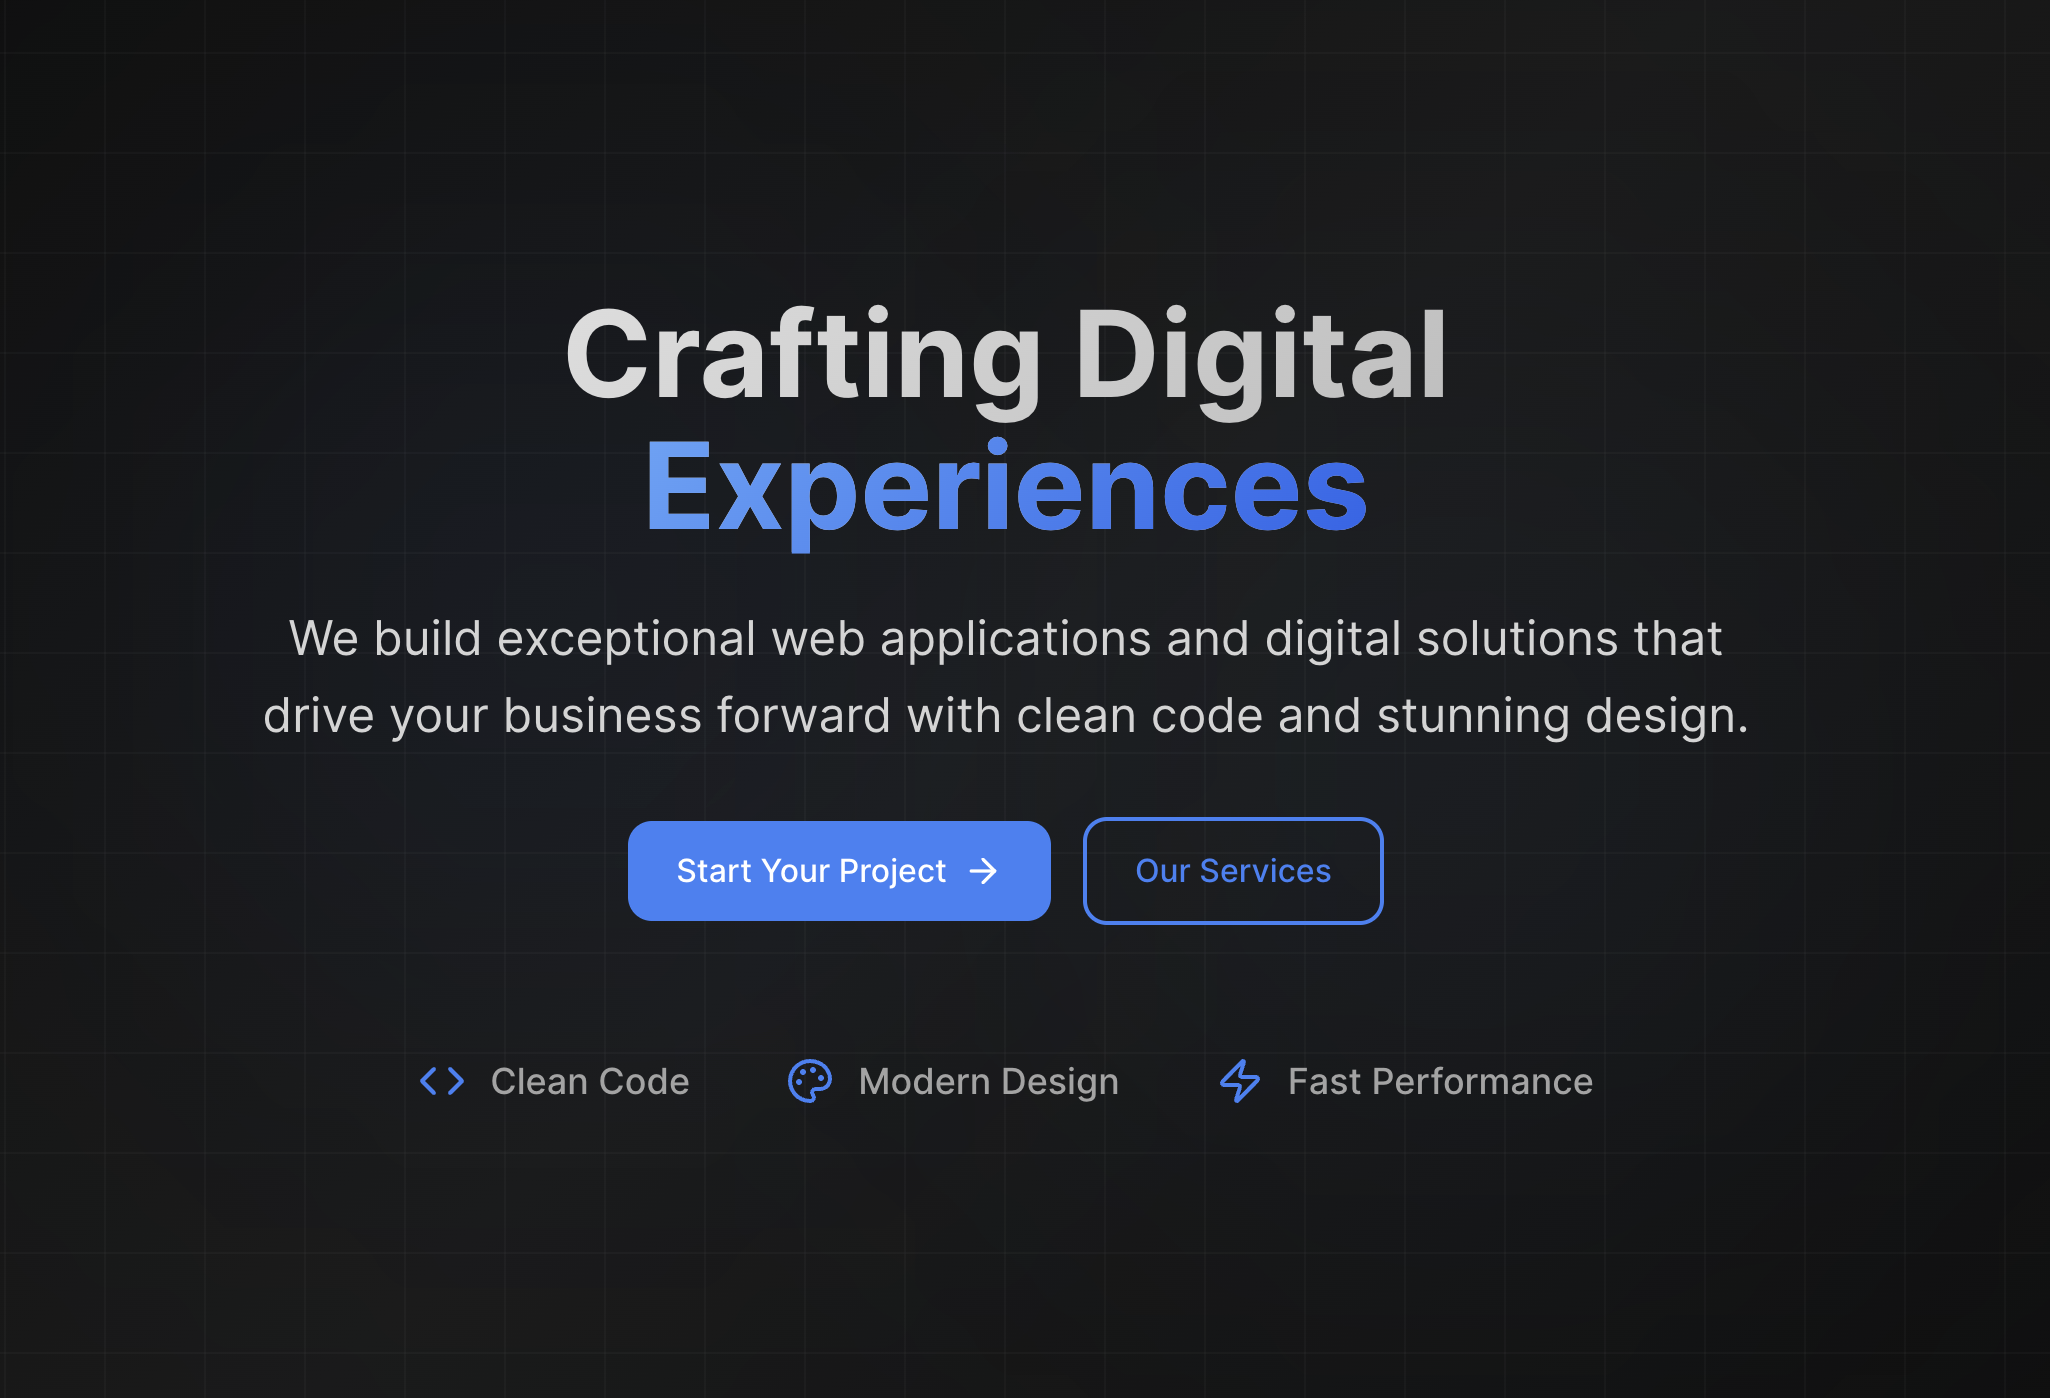 Crafting Digital
Experiences
We build exceptional web applications and digital solutions that
drive your business forward with clean code and stunning design.
Start Your Project
Our Services
Clean Code
Modern Design
Fast Performance